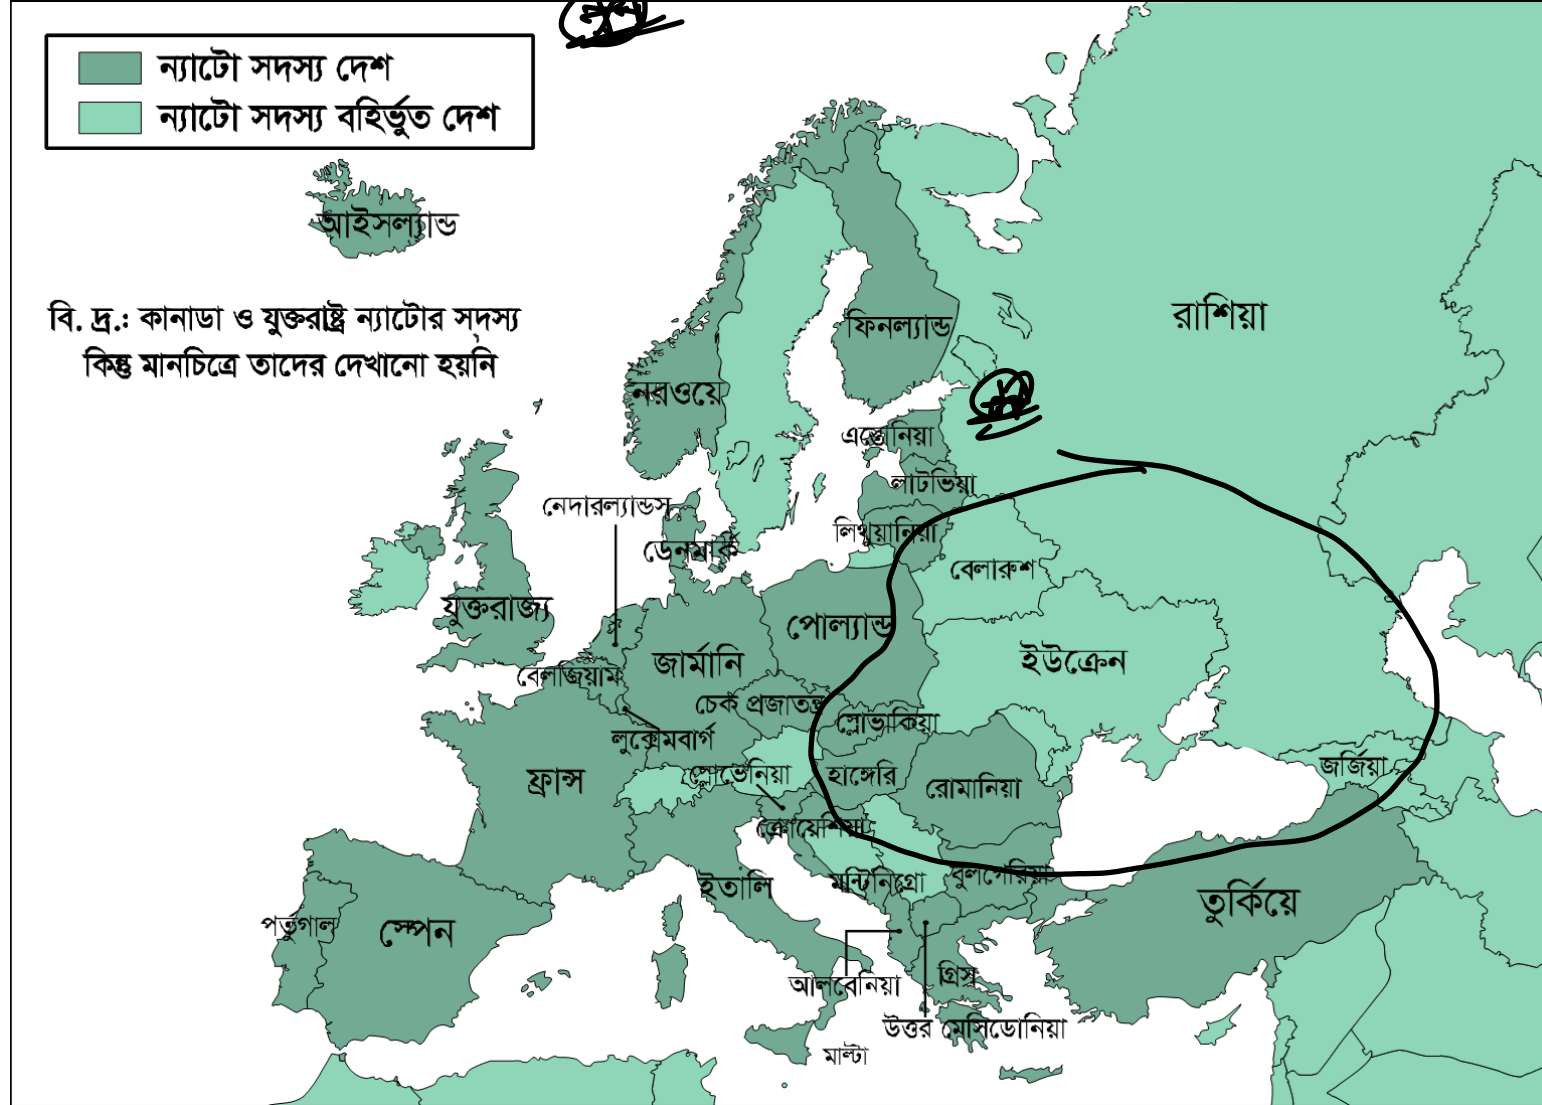 ন্যাটো সদস্য দেশ
ন্যাটো সদস্য বহির্ভুত দেশ
আইসল্যান্ড
বি. দ্র.: কানাডা ও যুক্তরাষ্ট্র ন্যাটোর সদস্য
কিন্তু মানচিত্রে তাদের দেখানো হয়নি
রাশিয়া
ফিনল্যান্ড
নরওয়ে
এস্তোনিয়া
লাটভিয়া
নেদারল্যান্ডস
লিথুয়ানিয়া
ডেনমার্ক
বেলারুশ
যুক্তরাজ্য
পোল্যান্ড
জার্মানি
ইউক্রেন
বেলজিয়াম
চেক প্রজাতন্ত্র
স্লোভাকিয়া
লুক্সেমবার্গ
ফ্রান্স
স্লোভেনিয়া
হাঙ্গেরি
রোমানিয়া
জর্জিয়া
ক্রোয়েশিয়া
ইতালি
মন্টিনিগ্রো
বুলগেরিয়া
তুর্কিয়ে
পর্তুগাল
স্পেন
আলবেনিয়া
গ্রিস
উত্তর মেসিডোনিয়া
মাল্টা